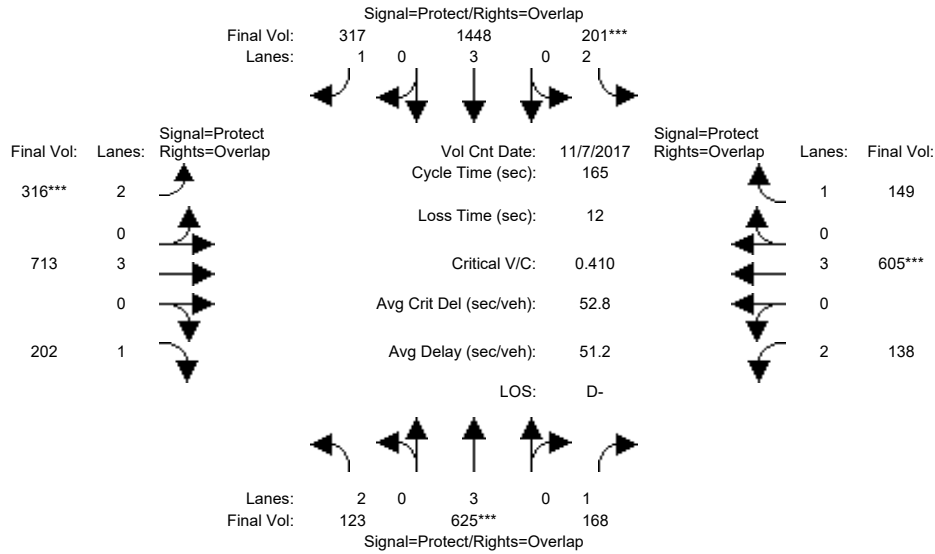 Signal=Protect/Rights=Overlap
Final Vol: 317 1448 201***
Lanes: 1 0 3 0 2
Signal=Protect
Final Vol: Lanes: Rights=Overlap
Vol Cnt Date: 11/7/2017
Signal=Protect
Rights=Overlap Lanes: Final Vol:
Cycle Time (sec): 165
316*** 2
1 149
Loss Time (sec): 12
0
0
713 3
Critical V/C: 0.410
3 605***
0
Avg Crit Del (sec/veh): 52.8
0
202 1
Avg Delay (sec/veh): 51.2
2 138
LOS: D-
Lanes: 2 0 3 0 1
Final Vol: 123 625*** 168
Signal=Protect/Rights=Overlap